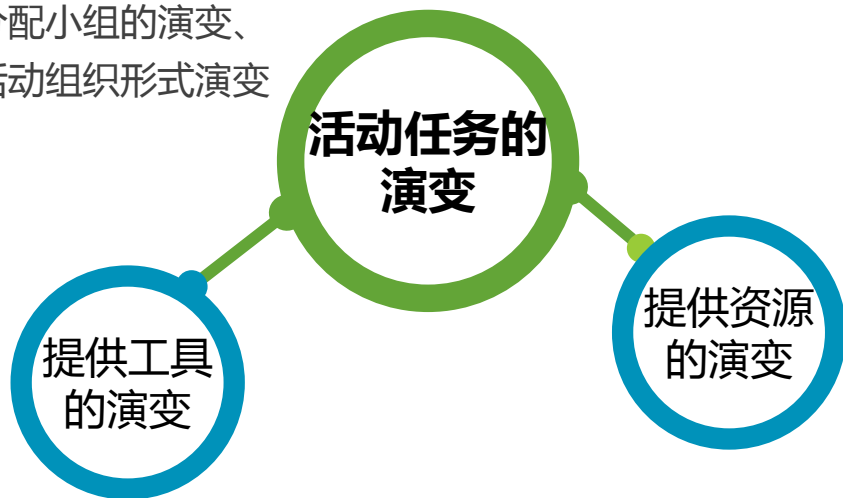 配小组的演变、
动组织形式演变
活动任务的
演变
提供工具
的演变
提供资源
的演变